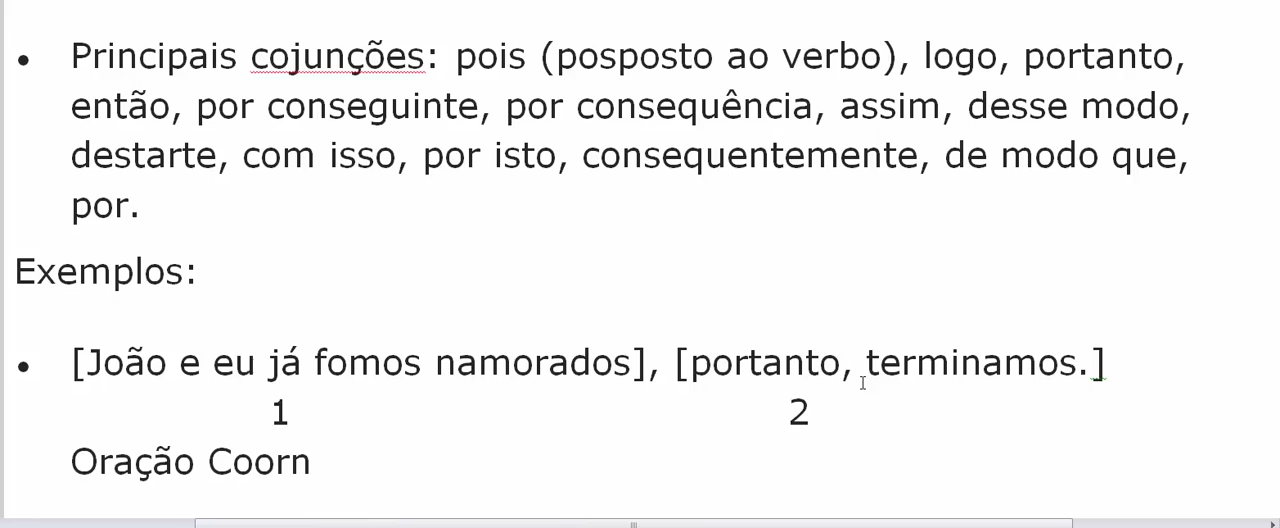 • Principais cojunções: pois (posposto ao verbo), logo, portanto,
então, por conseguinte, por consequência, assim, desse modo,
destarte, com isso, por isto, consequentemente, de modo que,
por.
Exemplos:
• [João e eu já fomos namorados], [portanto, terminamos.]
1 2
Oração Coorn